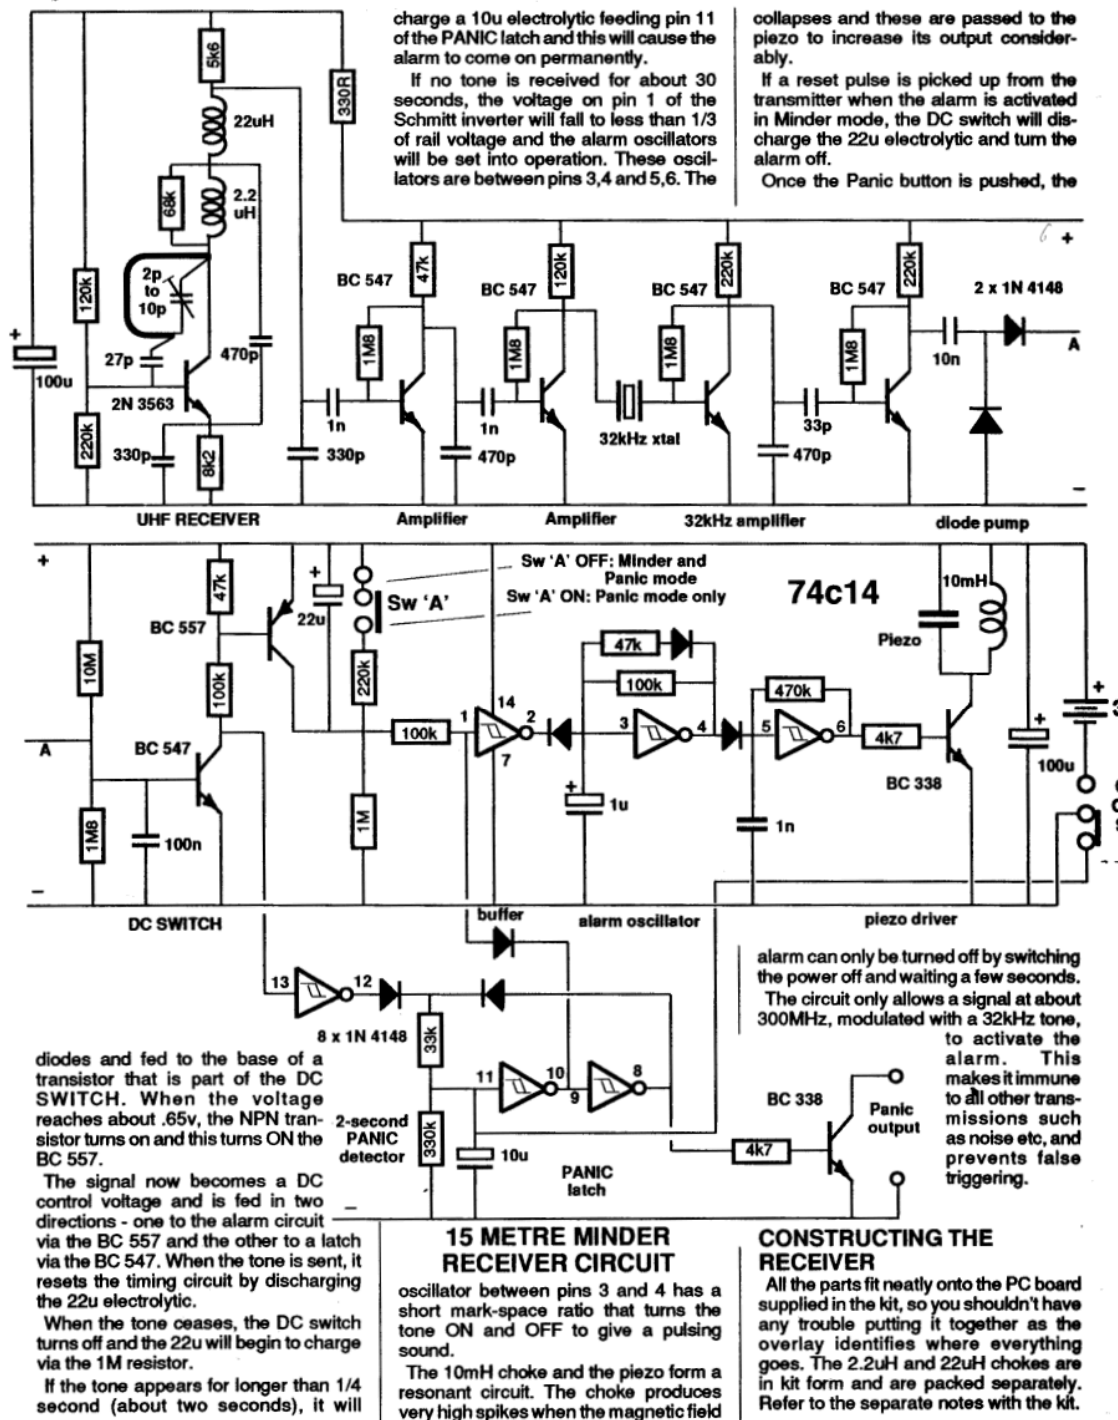 charge a 10u electrolytic feeding pin 11
of the PANIC latch and this will cause the
alarm to come on permanently.
If no tone is received for about 30
seconds, the voltage on pin 1 of the
Schmitt inverter will fall to less than 1/3
of rail voltage and the alarm oscillators
will be set into operation. These oscil-
lators are between pins 3,4 and 5,6. The
collapses and these are passed to the
piezo to increase its output consider-
ably.
If a reset pulse is picked up from the
transmitter when the alarm is activated
in Minder mode, the DC switch will dis-
charge the 22u electrolytic and turn the
alarm off.
Once the Panic button is pushed, the
5k6
330R
22uH
68k
2.2
uH
2p
to
10p
120k
+
100u
27p
470p
2N 3563
220k
330p
8k2
330p
UHF RECEIVER
BC 547
47k
1M8
1n
470p
Amplifier
BC 547
120k
1M8
1n
32kHz xtal
Amplifier
BC 547
220k
1M8
470p
32kHz amplifier
BC 547
220k
1M8
33p
10n
2 x 1N 4148
6
+
A
diode pump
–
+
47k
BC 557
+
22u
10M
100k
A
BC 547
1M8
100n
–
DC SWITCH
Sw 'A'
Sw 'A' OFF: Minder and
Panic mode
Sw 'A' ON: Panic mode only
220k
100k
1M
1
14
2
7
buffer
47k
100k
3
4
+
1u
alarm oscillator
74c14
470k
5
6
1n
4k7
10mH
Piezo
BC 338
piezo driver
+
100u
+
3
13
12
8 x 1N 4148
33k
11
10
9
8
2-second
PANIC
detector
330k
+
10u
PANIC
latch
–
4k7
BC 338
Panic
output
diodes and fed to the base of a
transistor that is part of the DC
SWITCH. When the voltage
reaches about .65v, the NPN tran-
sistor turns on and this turns ON the
BC 557.
The signal now becomes a DC
control voltage and is fed in two
directions - one to the alarm circuit
via the BC 557 and the other to a latch
via the BC 547. When the tone is sent, it
resets the timing circuit by discharging
the 22u electrolytic.
When the tone ceases, the DC switch
turns off and the 22u will begin to charge
via the 1M resistor.
If the tone appears for longer than 1/4
second (about two seconds), it will
15 METRE MINDER
RECEIVER CIRCUIT
oscillator between pins 3 and 4 has a
short mark-space ratio that turns the
tone ON and OFF to give a pulsing
sound.
The 10mH choke and the piezo form a
resonant circuit. The choke produces
very high spikes when the magnetic field
alarm can only be turned off by switching
the power off and waiting a few seconds.
The circuit only allows a signal at about
300MHz, modulated with a 32kHz tone,
to activate the
alarm. This
makes it immune
to all other trans-
missions such
as noise etc, and
prevents false
triggering.
CONSTRUCTING THE
RECEIVER
All the parts fit neatly onto the PC board
supplied in the kit, so you shouldn't have
any trouble putting it together as the
overlay identifies where everything
goes. The 2.2uH and 22uH chokes are
in kit form and are packed separately.
Refer to the separate notes with the kit.